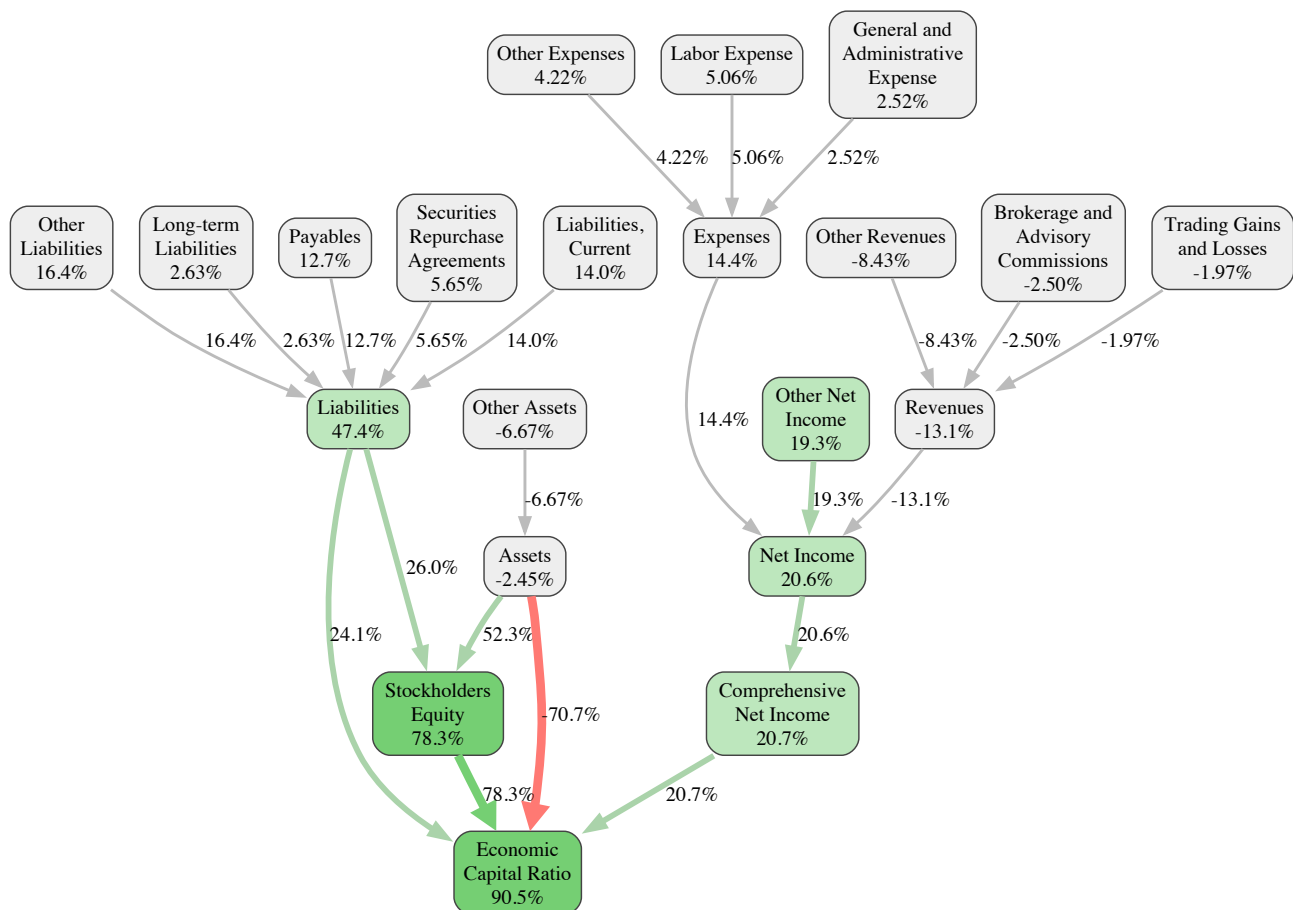 Other Expenses
4.22%
Labor Expense
5.06%
General and
Administrative
Expense
2.52%
4.22%
5.06%
2.52%
Other
Liabilities
16.4%
Long-term
Liabilities
2.63%
Payables
12.7%
Securities
Repurchase
Agreements
5.65%
Liabilities,
Current
14.0%
Expenses
14.4%
Other Revenues
-8.43%
Brokerage and
Advisory
Commissions
-2.50%
Trading Gains
and Losses
-1.97%
16.4%
2.63%
12.7%
5.65%
14.0%
-8.43%
-2.50%
-1.97%
Liabilities
47.4%
Other Assets
-6.67%
14.4%
Other Net
Income
19.3%
Revenues
-13.1%
-6.67%
19.3%
-13.1%
Assets
-2.45%
Net Income
20.6%
26.0%
24.1%
52.3%
20.6%
Stockholders
Equity
78.3%
-70.7%
Comprehensive
Net Income
20.7%
78.3%
20.7%
Economic
Capital Ratio
90.5%